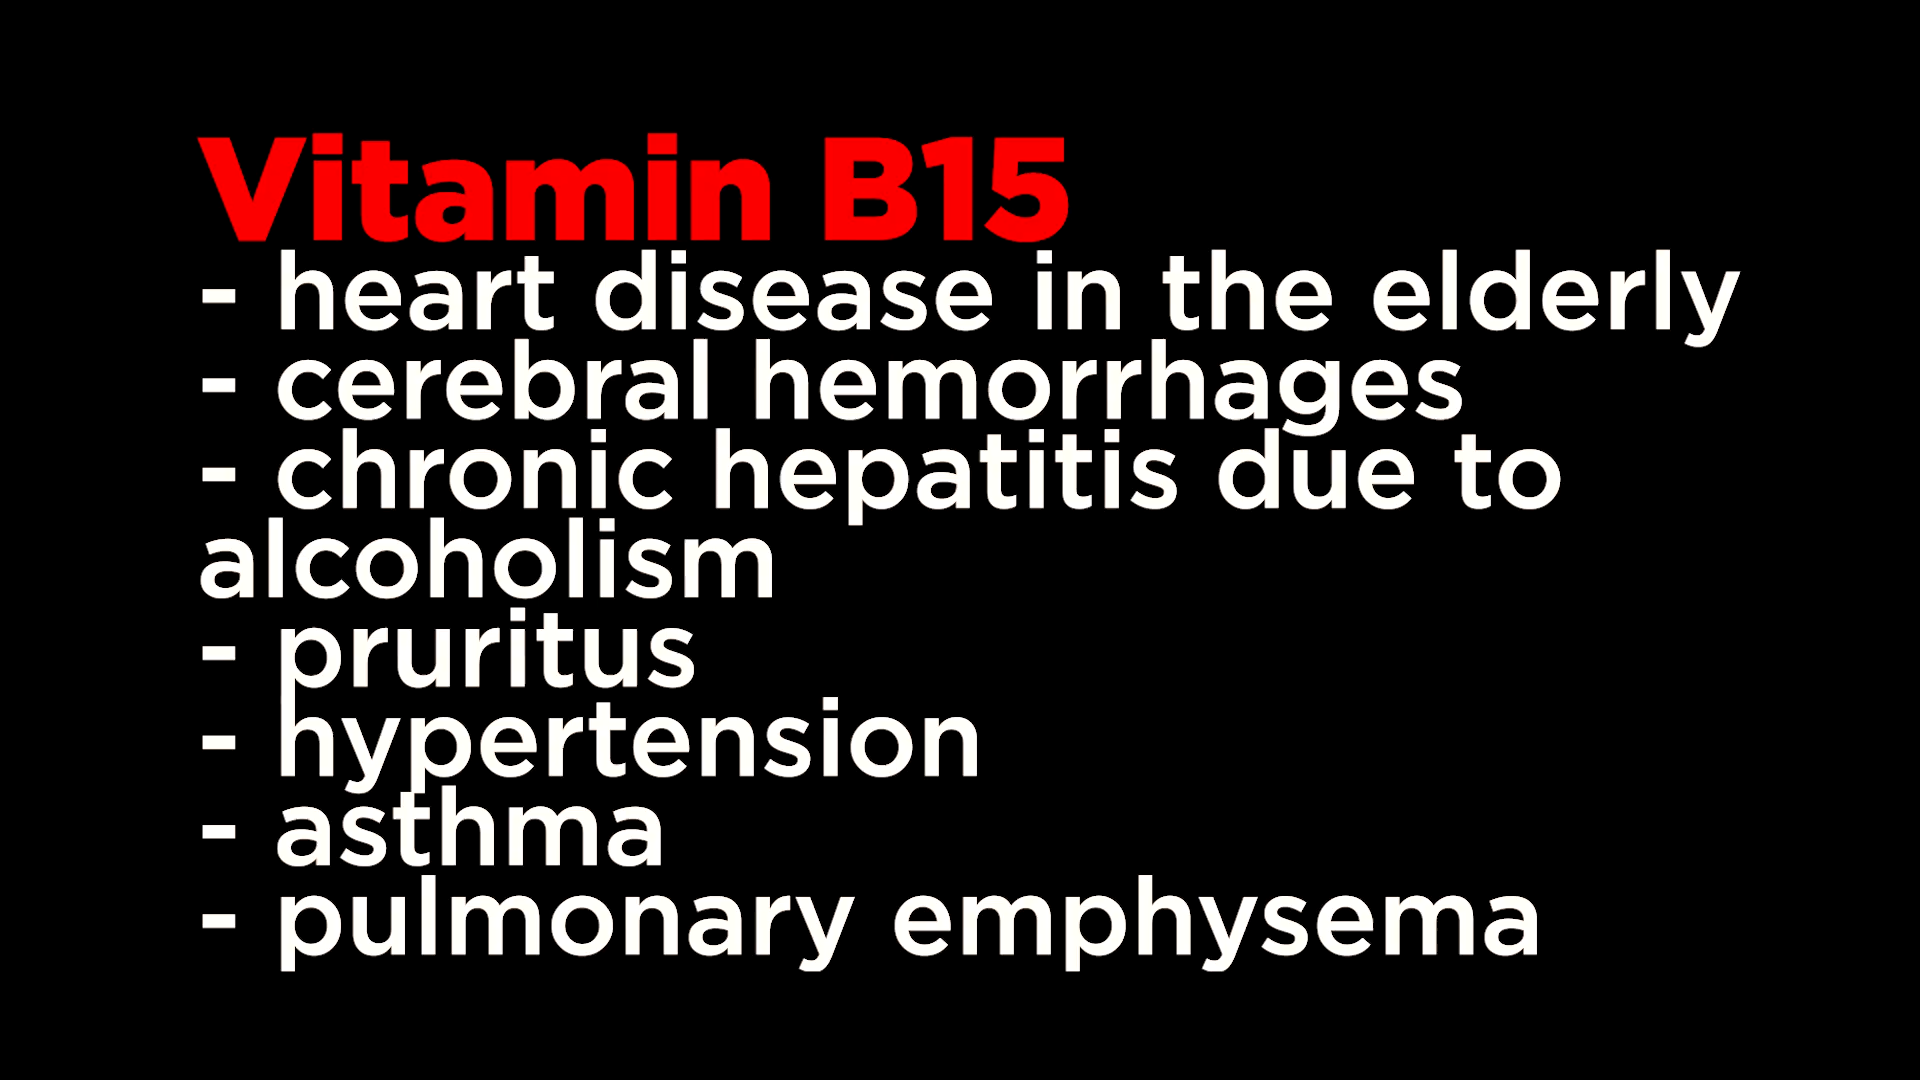 Vitamin B15
- heart disease in the elderly
- cerebral hemorrhages
- chronic hepatitis due to
alcoholism
- pruritus
- hypertension
- asthma
- pulmonary emphysema